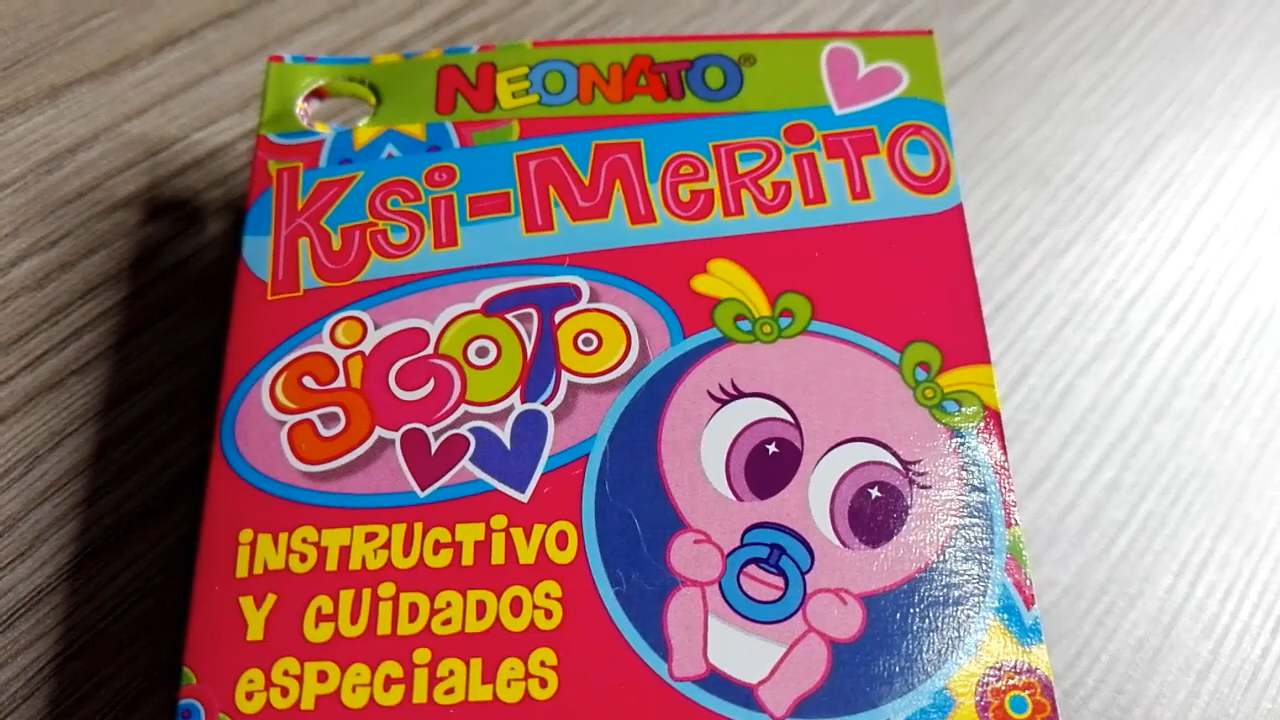 NEONATO®
Ksi-MeRiTO
SiGOTo
iNSTRUCTiVO
Y CUiDADOS
eSPeCiaLeS